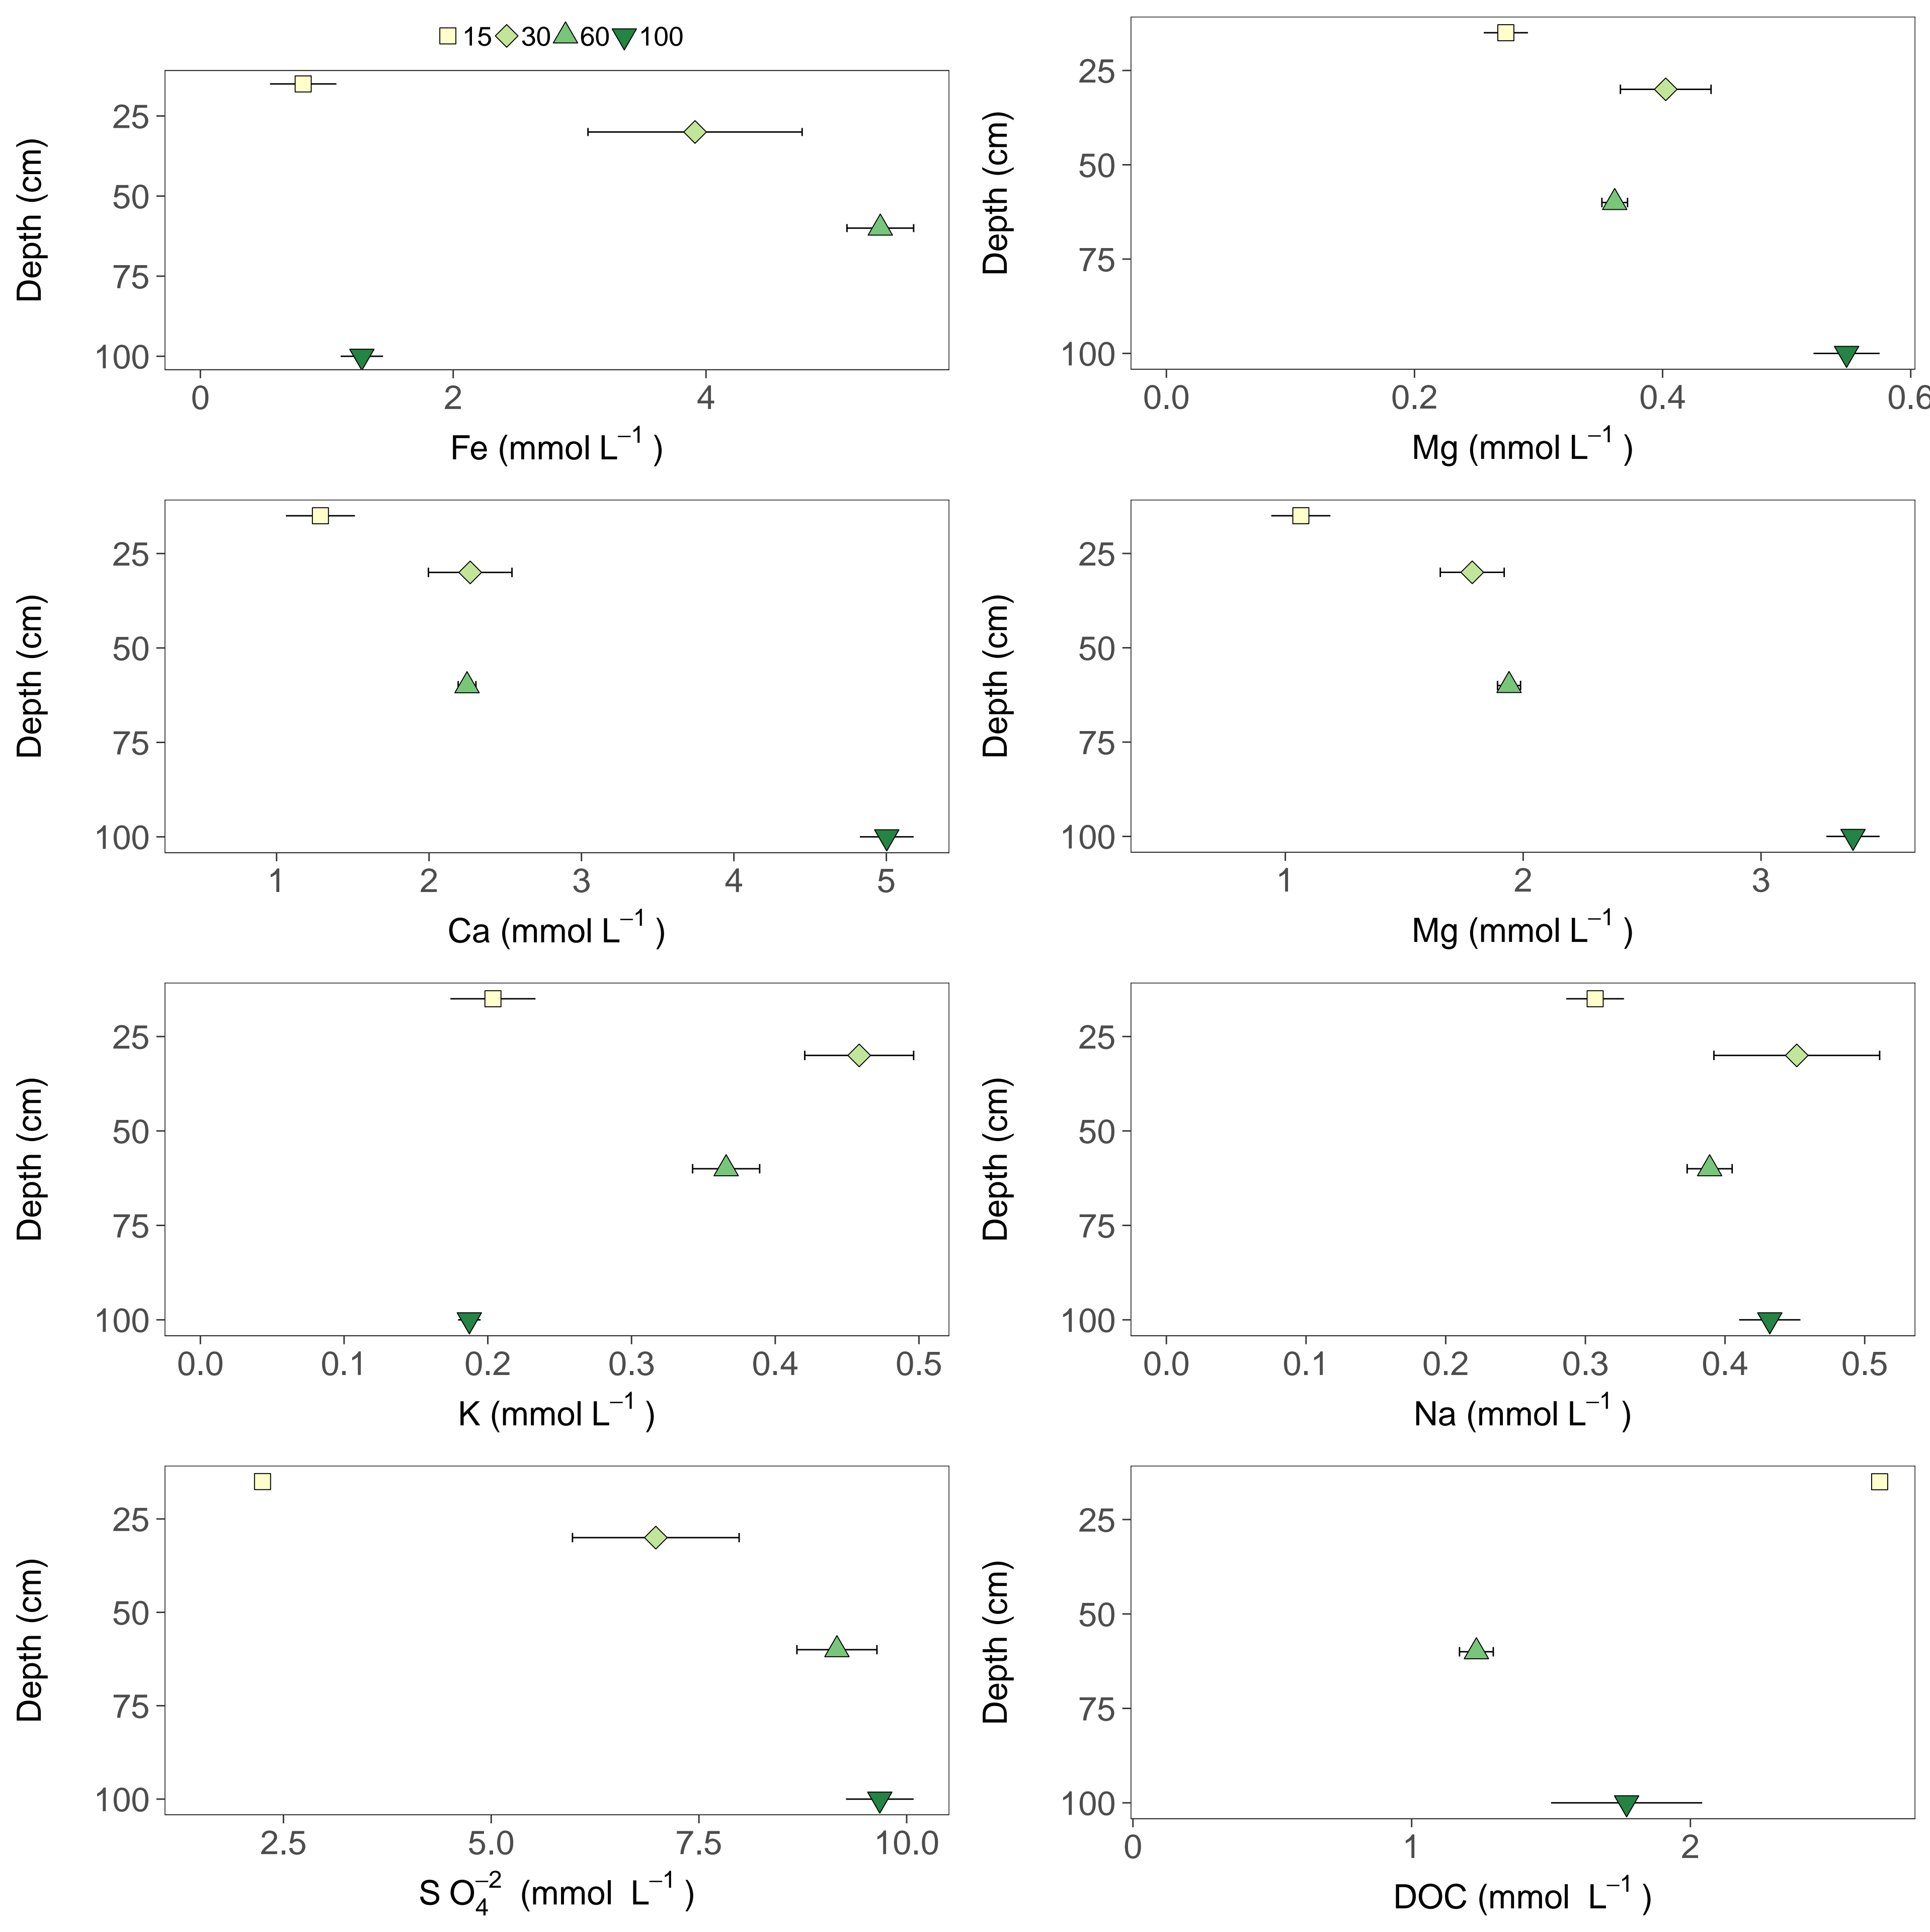 15 30 60 100
Depth (cm)
25
50
75
100
0 2 4
Fe (mmol L⁻¹ )
Depth (cm)
25
50
75
100
0.0 0.2 0.4 0.6
Mg (mmol L⁻¹ )
Depth (cm)
25
50
75
100
1 2 3 4 5
Ca (mmol L⁻¹ )
Depth (cm)
25
50
75
100
1 2 3
Mg (mmol L⁻¹ )
Depth (cm)
25
50
75
100
0.0 0.1 0.2 0.3 0.4 0.5
K (mmol L⁻¹ )
Depth (cm)
25
50
75
100
0.0 0.1 0.2 0.3 0.4 0.5
Na (mmol L⁻¹ )
Depth (cm)
25
50
75
100
2.5 5.0 7.5 10.0
S O₄⁻² (mmol L⁻¹ )
Depth (cm)
25
50
75
100
0 1 2
DOC (mmol L⁻¹ )